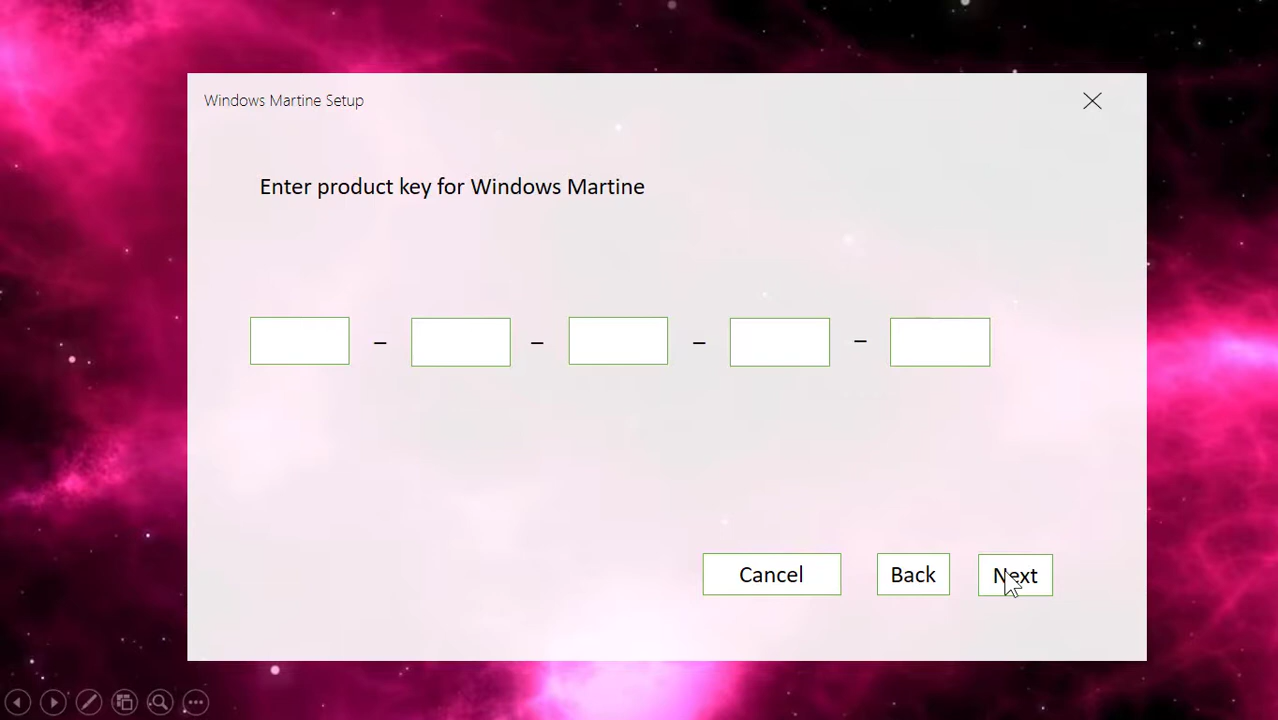 Windows Martine Setup
Enter product key for Windows Martine
– – – –
Cancel Back Next